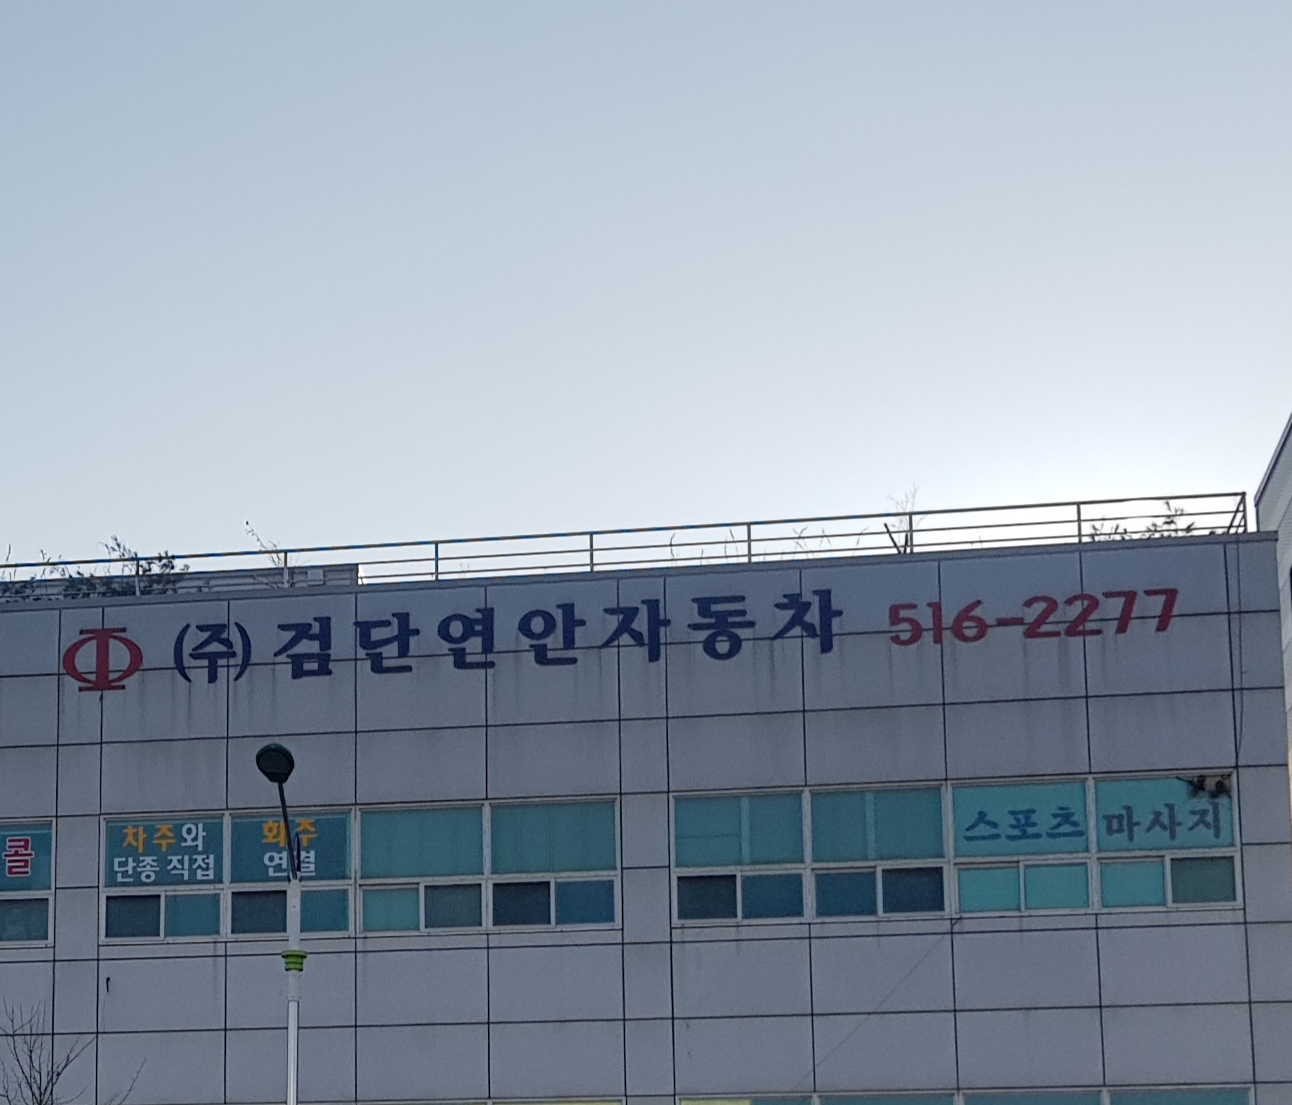 (주)검단연안자동차 516-2277
콜
차주와 화주
단종 직접 연결
스포츠 마사지